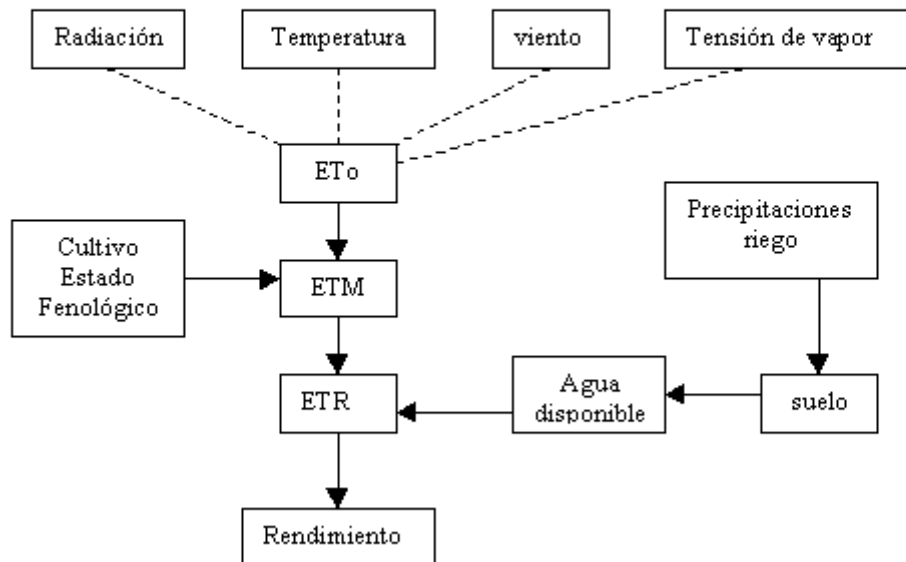 Radiación
Temperatura
viento
Tensión de vapor
ETo
Precipitaciones
riego
Cultivo
Estado
Fenológico
ETM
ETR
Agua
disponible
suelo
Rendimiento